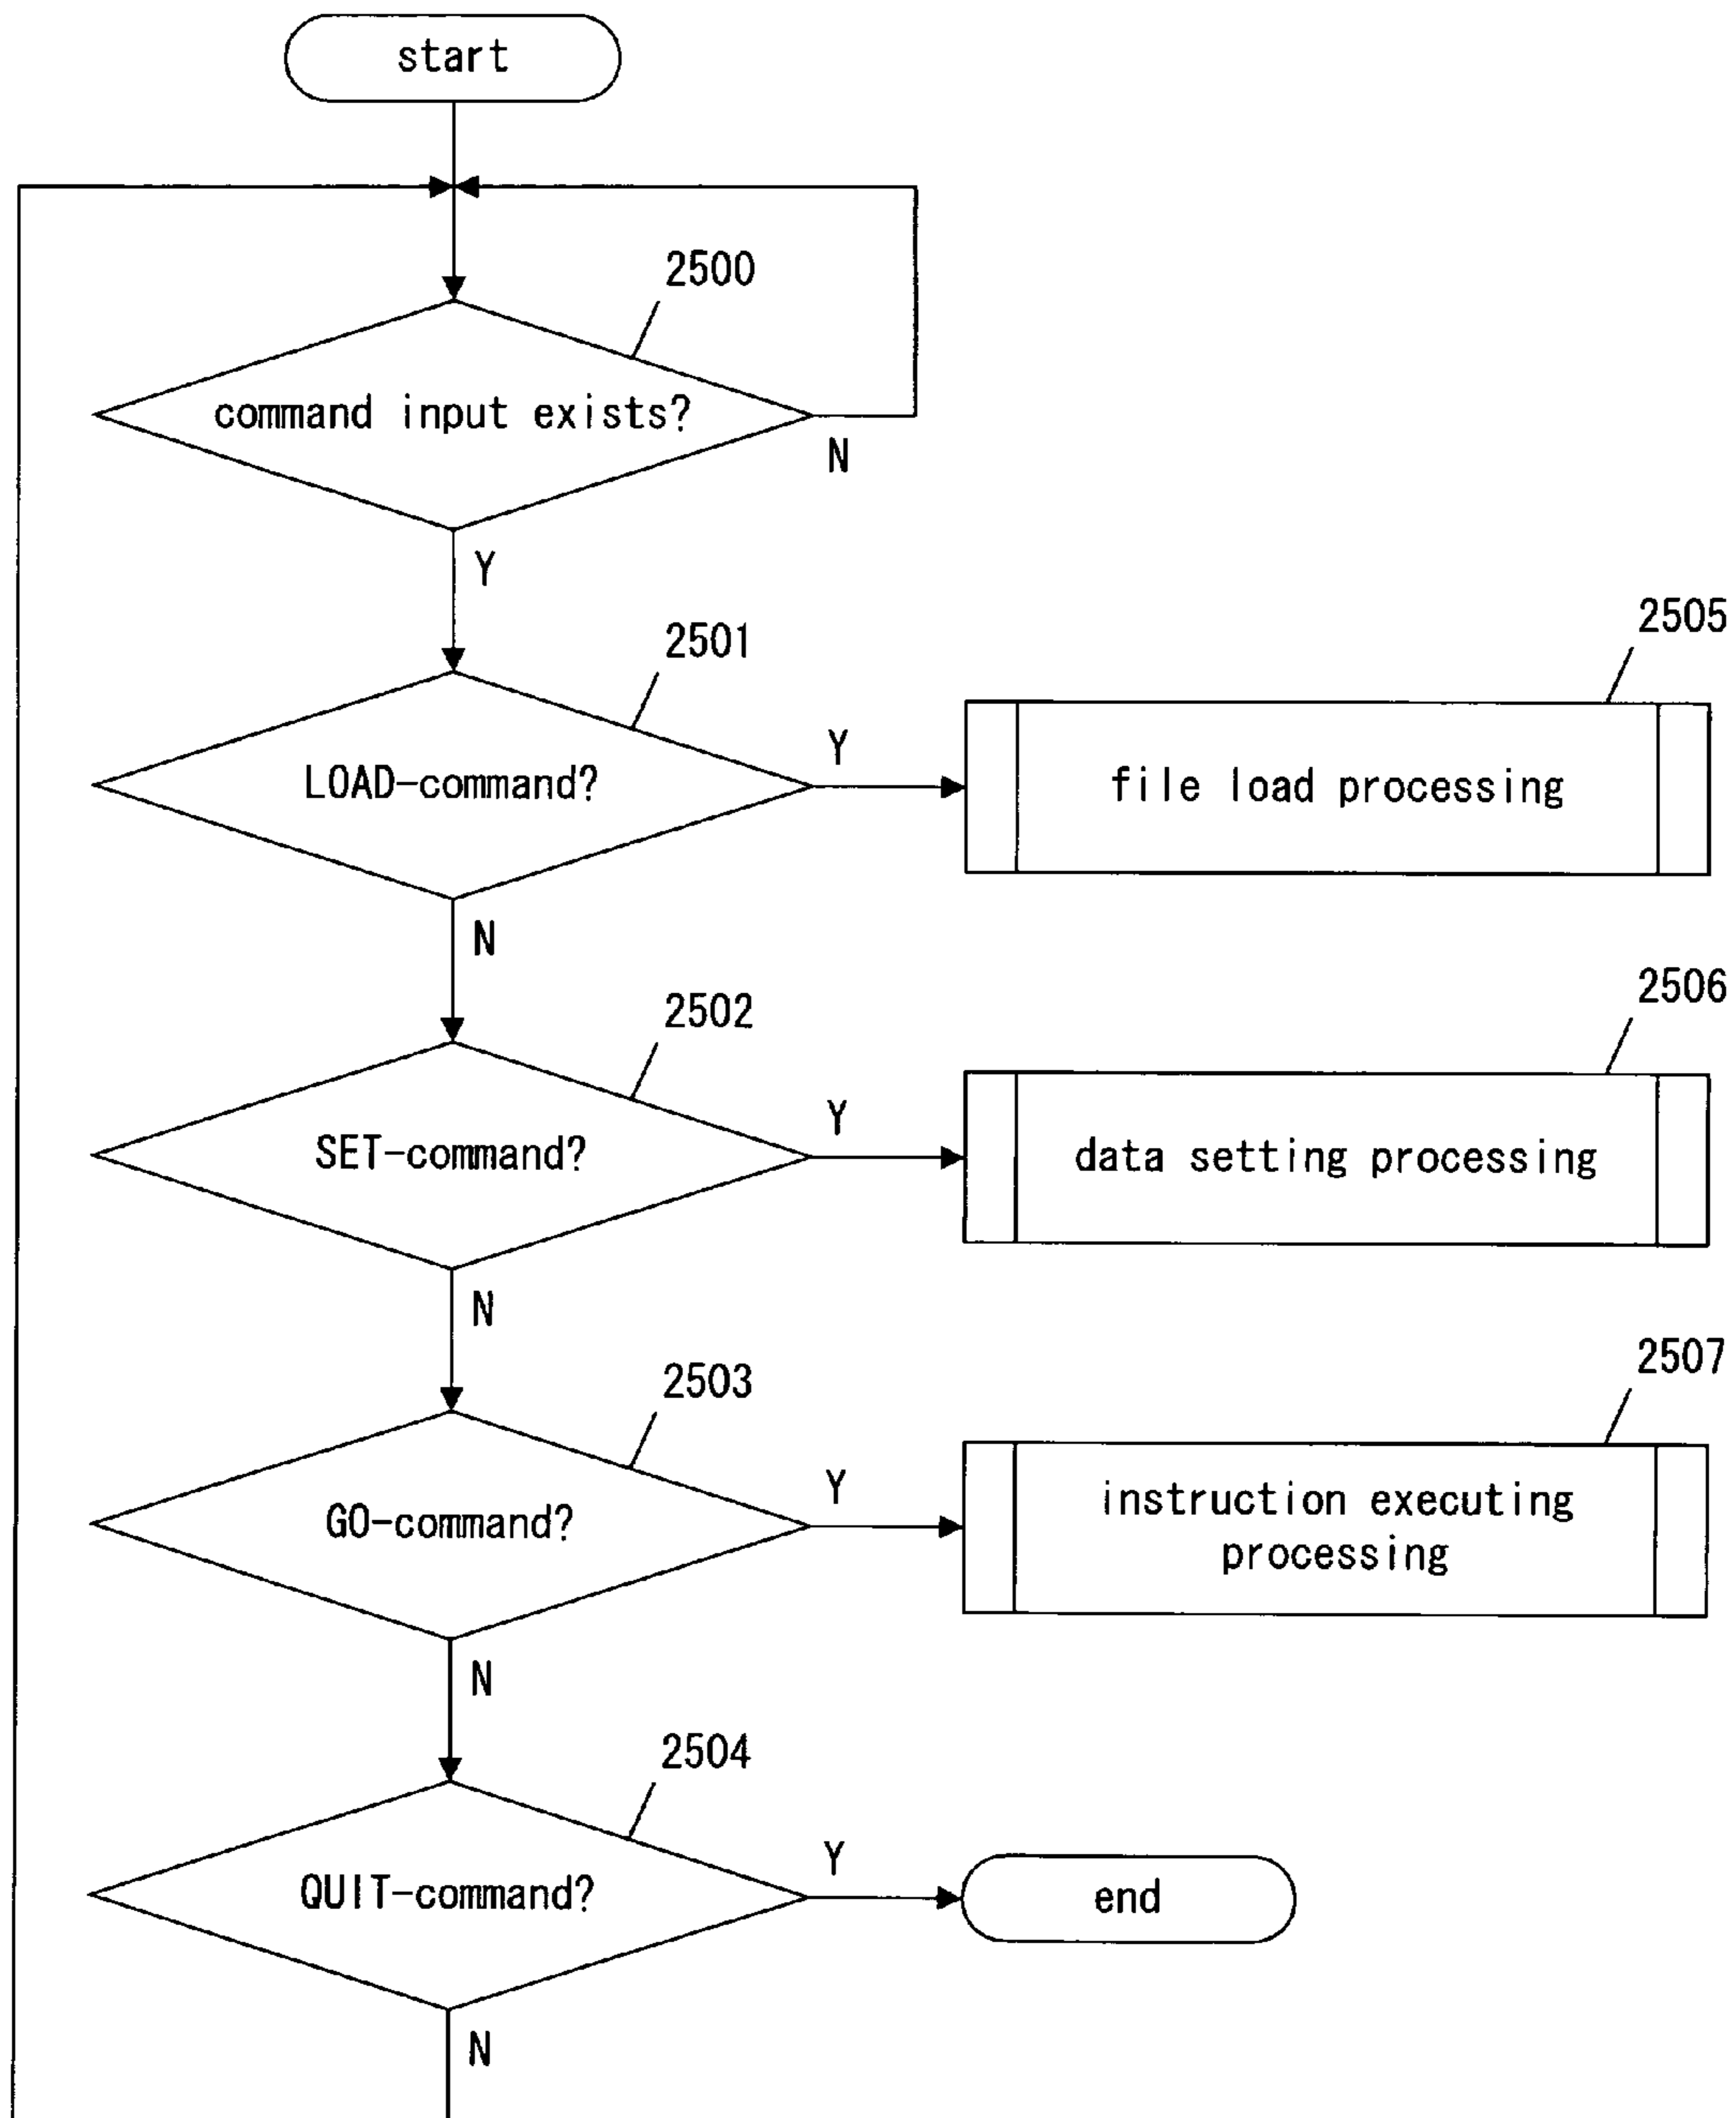 start
2500
command input exists?
N
Y
2501
2505
LOAD-command?
Y
file load processing
N
2502
2506
SET-command?
Y
data setting processing
N
2503
2507
GO-command?
Y
instruction executing
processing
N
2504
QUIT-command?
Y
end
N